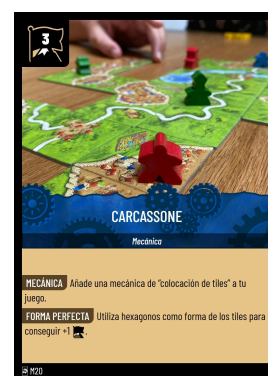 3
CARCASSONE
Mecánica
MECÁNICA Añade una mecánica de "colocación de tiles" a tu
juego.
FORMA PERFECTA Utiliza hexagonos como forma de los tiles para
conseguir +1 .
M20